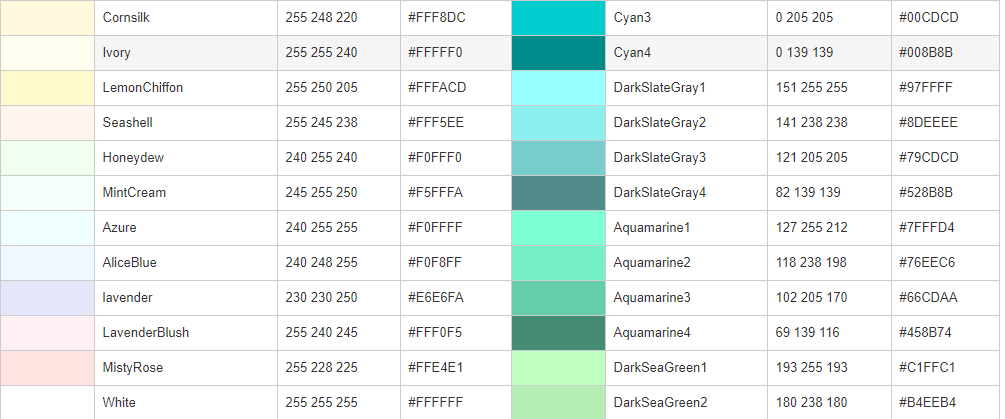 Cornsilk 255 248 220 #FFF8DC Cyan3 0 205 205 #00CDCD
Ivory 255 255 240 #FFFFF0 Cyan4 0 139 139 #008B8B
LemonChiffon 255 250 205 #FFFACD DarkSlateGray1 151 255 255 #97FFFF
Seashell 255 245 238 #FFF5EE DarkSlateGray2 141 238 238 #8DEEEE
Honeydew 240 255 240 #F0FFF0 DarkSlateGray3 121 205 205 #79CDCD
MintCream 245 255 250 #F5FFFA DarkSlateGray4 82 139 139 #528B8B
Azure 240 255 255 #F0FFFF Aquamarine1 127 255 212 #7FFFD4
AliceBlue 240 248 255 #F0F8FF Aquamarine2 118 238 198 #76EEC6
lavender 230 230 250 #E6E6FA Aquamarine3 102 205 170 #66CDAA
LavenderBlush 255 240 245 #FFF0F5 Aquamarine4 69 139 116 #458B74
MistyRose 255 228 225 #FFE4E1 DarkSeaGreen1 193 255 193 #C1FFC1
White 255 255 255 #FFFFFF DarkSeaGreen2 180 238 180 #B4EEB4